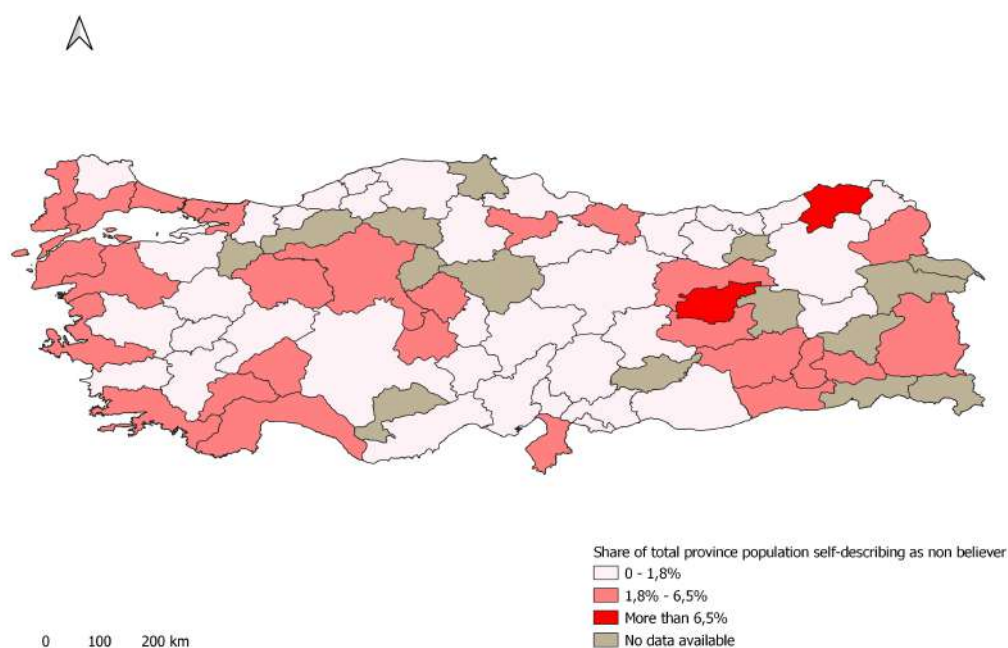 Share of total province population self-describing as non believer
0 - 1,8%
1,8% - 6,5%
More than 6,5%
No data available
0 100 200 km